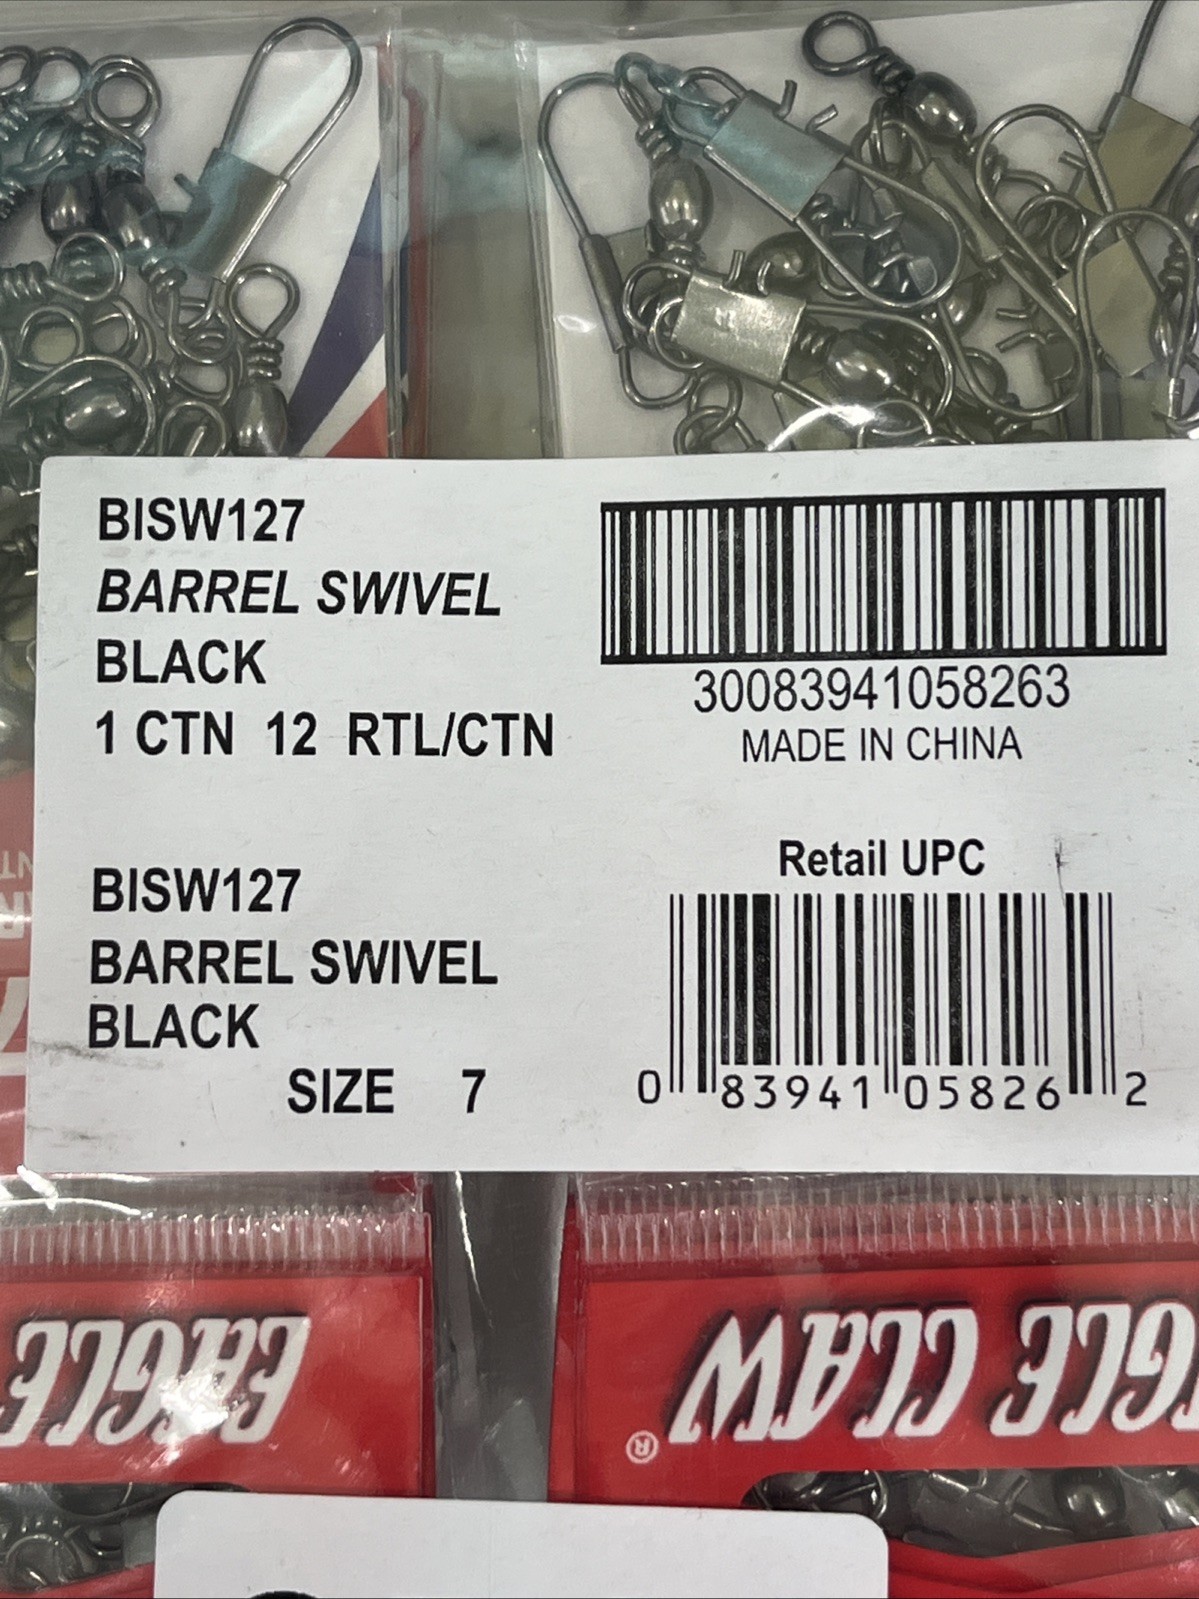 BISW127
BARREL SWIVEL
BLACK
1 CTN 12 RTL/CTN
30083941058263
MADE IN CHINA
BISW127
BARREL SWIVEL
BLACK
SIZE 7
Retail UPC
0 83941 05826 2
EAGLE
GLE CLAW®